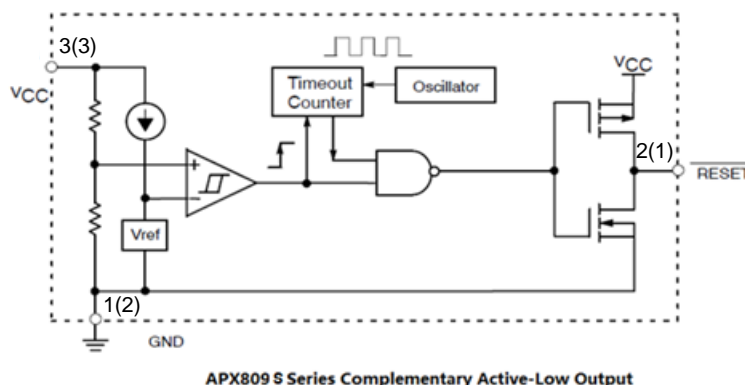 3(3)
VCC
Timeout
Counter
Oscillator
VCC
2(1)
RESET
+
−
Vref
1(2)
GND
APX809S Series Complementary Active-Low Output